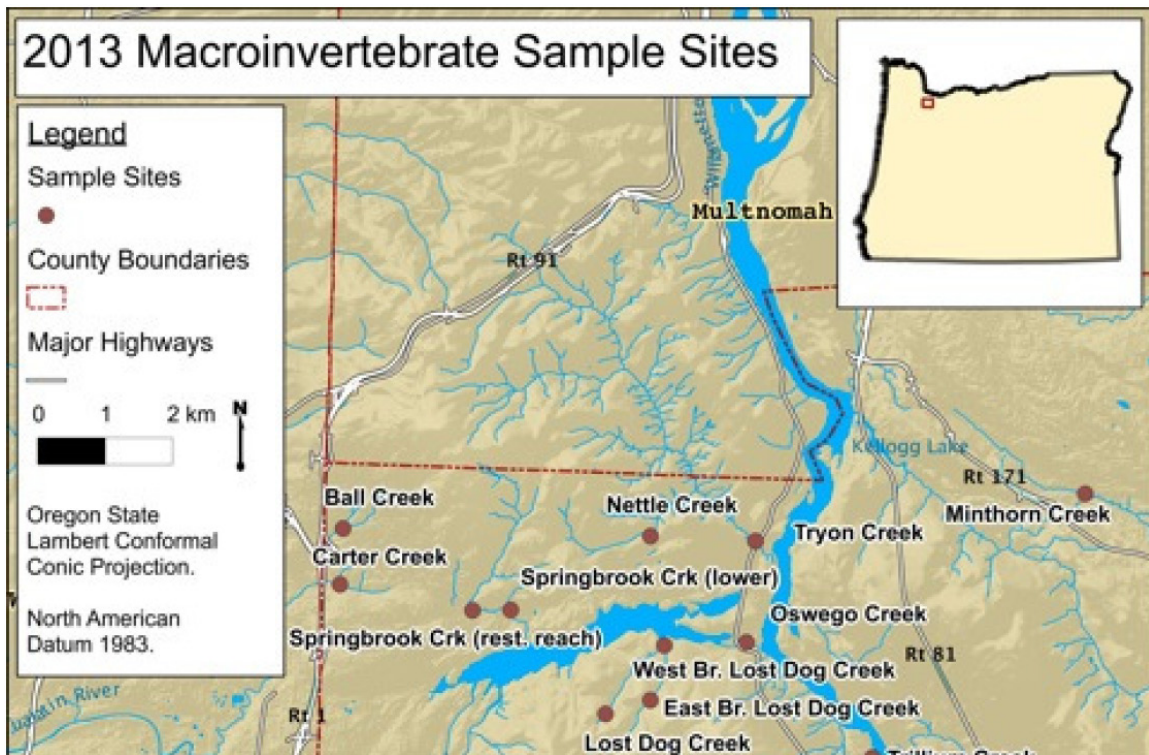 2013 Macroinvertebrate Sample Sites
Legend
Sample Sites
County Boundaries
Major Highways
0 1 2 km
N
Oregon State
Lambert Conformal
Conic Projection.
North American
Datum 1983.
Multnomah
Rt 91
Kellogg Lake
Rt 171
Minthorn Creek
Ball Creek
Nettle Creek
Tryon Creek
Carter Creek
Springbrook Crk (lower)
Oswego Creek
Springbrook Crk (rest. reach)
Rt 81
West Br. Lost Dog Creek
River
Rt 1
East Br. Lost Dog Creek
Lost Dog Creek
Trillium Creek